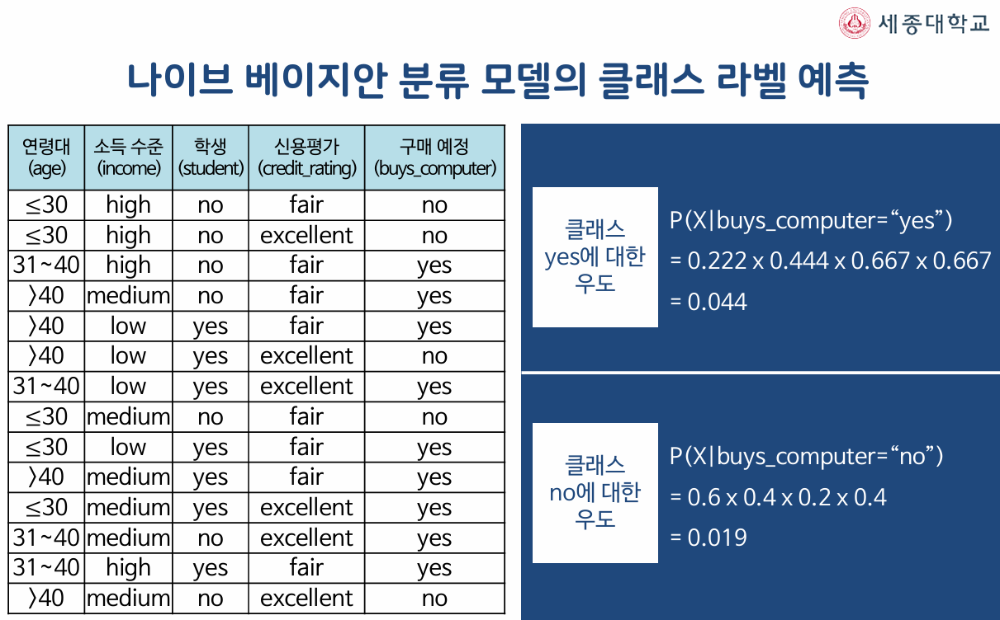 세종대학교
나이브 베이지안 분류 모델의 클래스 라벨 예측
연령대 소득 수준 학생 신용평가 구매 예정
(age) (income) (student) (credit_rating) (buys_computer)
≤30 high no fair no
≤30 high no excellent no
31~40 high no fair yes
>40 medium no fair yes
>40 low yes fair yes
>40 low yes excellent no
31~40 low yes excellent yes
≤30 medium no fair no
≤30 low yes fair yes
>40 medium yes fair yes
≤30 medium yes excellent yes
31~40 medium no excellent yes
31~40 high yes fair yes
>40 medium no excellent no
클래스
yes에 대한
우도
P(X|buys_computer=“yes”)
= 0.222 x 0.444 x 0.667 x 0.667
= 0.044
클래스
no에 대한
우도
P(X|buys_computer=“no”)
= 0.6 x 0.4 x 0.2 x 0.4
= 0.019